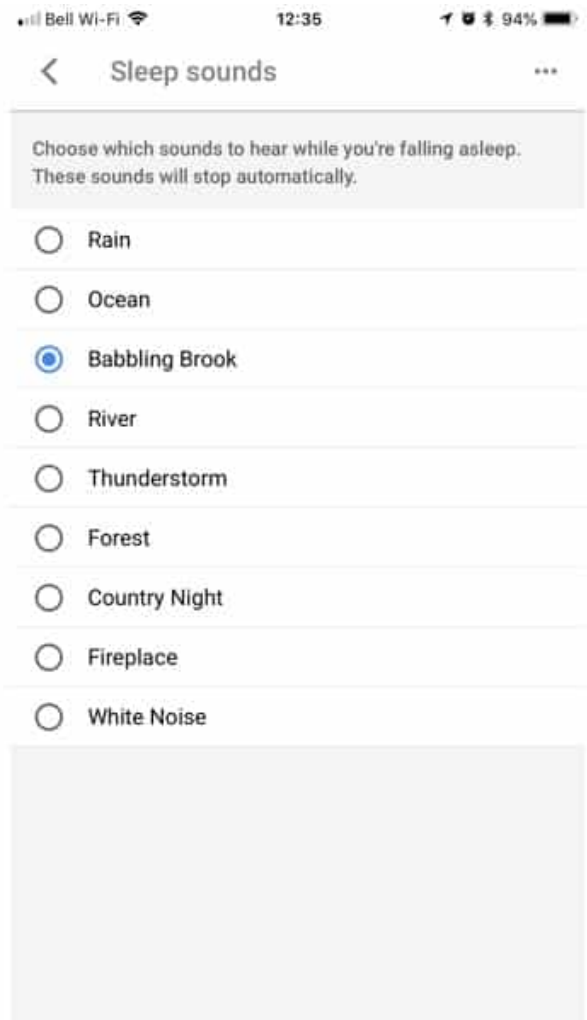 Bell Wi-Fi 12:35 94%
Sleep sounds
Choose which sounds to hear while you're falling asleep.
These sounds will stop automatically.
Rain
Ocean
Babbling Brook
River
Thunderstorm
Forest
Country Night
Fireplace
White Noise